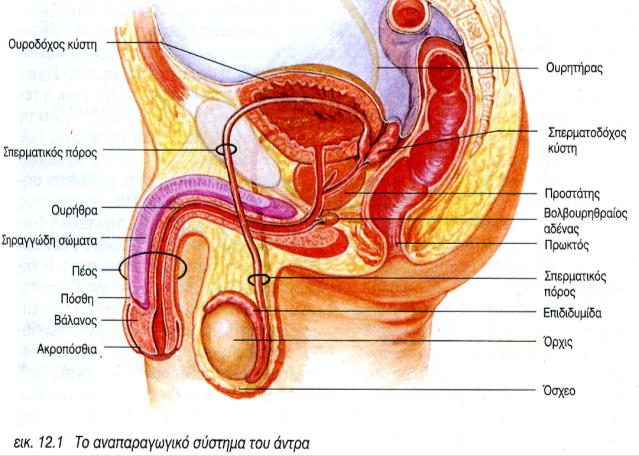 Ουροδόχος κύστη
Σπερματικός πόρος
Ουρήθρα
Σηραγγώδη σώματα
Πέος
Πόσθη
Βάλανος
Ακροπόσθια
Ουρητήρας
Σπερματοδόχος
κύστη
Προστάτης
Βολβουρηθραίος
αδένας
Πρωκτός
Σπερματικός
πόρος
Επιδιδυμίδα
Όρχις
Όσχεο
εικ. 12.1 Το αναπαραγωγικό σύστημα του άντρα